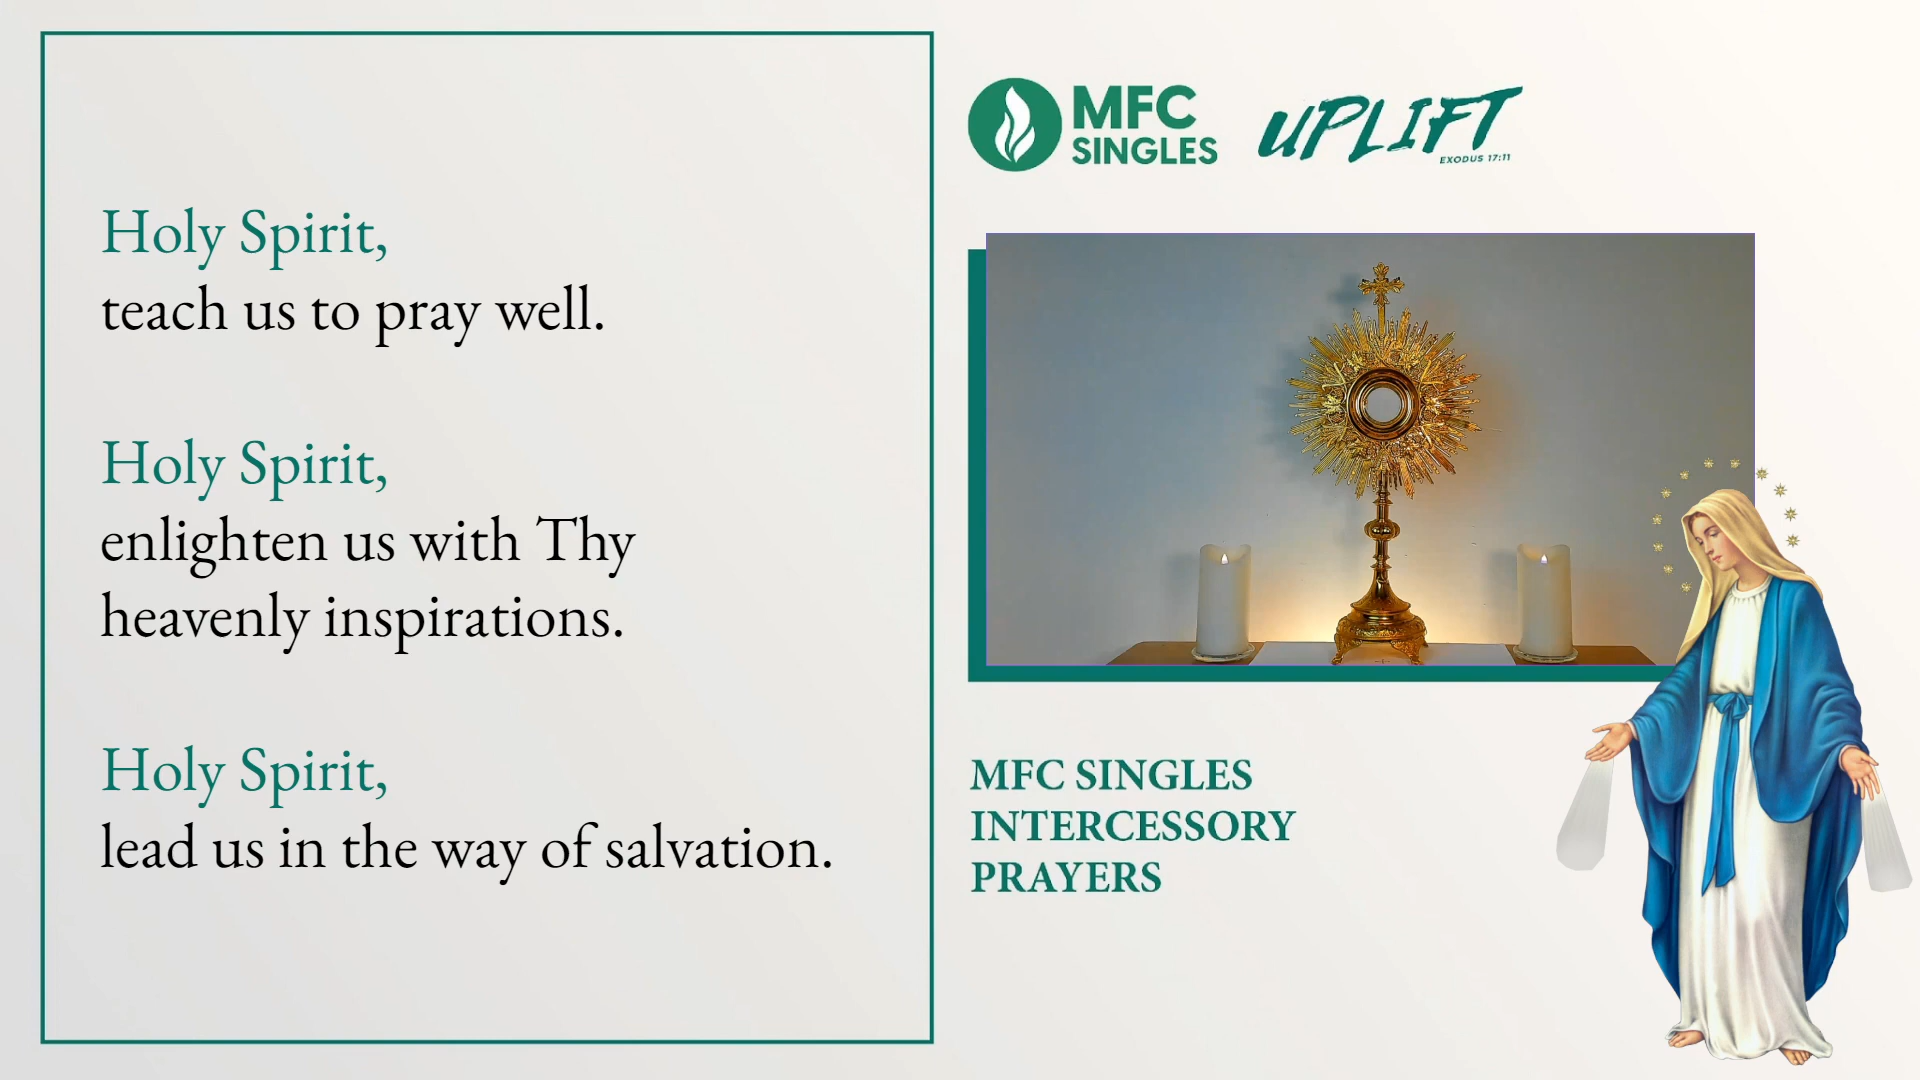 Holy Spirit,
teach us to pray well.
Holy Spirit,
enlighten us with Thy
heavenly inspirations.
Holy Spirit,
lead us in the way of salvation.
MFC
SINGLES
UPLIFT
EXODUS 17:11
MFC SINGLES
INTERCESSORY
PRAYERS